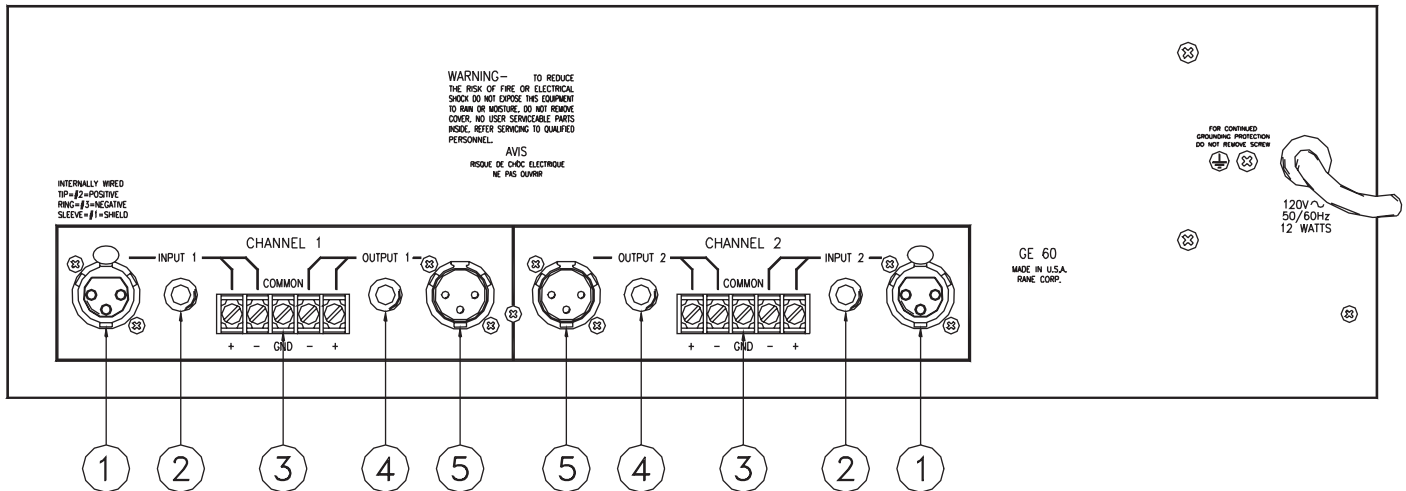 WARNING- TO REDUCE
THE RISK OF FIRE OR ELECTRICAL
SHOCK DO NOT EXPOSE THIS EQUIPMENT
TO RAIN OR MOISTURE, DO NOT REMOVE
COVER, NO USER SERVICEABLE PARTS
INSIDE, REFER SERVICING TO QUALIFIED
PERSONNEL.
AVIS
RISQUE DE CHOC ELECTRIQUE
NE PAS OUVRIR
FOR CONTINUED
GROUNDING PROTECTION
DO NOT REMOVE SCREW
120V~
50/60Hz
12 WATTS
INTERNALLY WIRED
TIP=#2=POSITIVE
RING=#3=NEGATIVE
SLEEVE=#1=SHIELD
CHANNEL 1
INPUT 1
COMMON
OUTPUT 1
+ - GND - +
CHANNEL 2
OUTPUT 2
COMMON
INPUT 2
+ - GND - +
GE 60
MADE IN U.S.A.
RANE CORP.
1 2 3 4 5 5 4 3 2 1